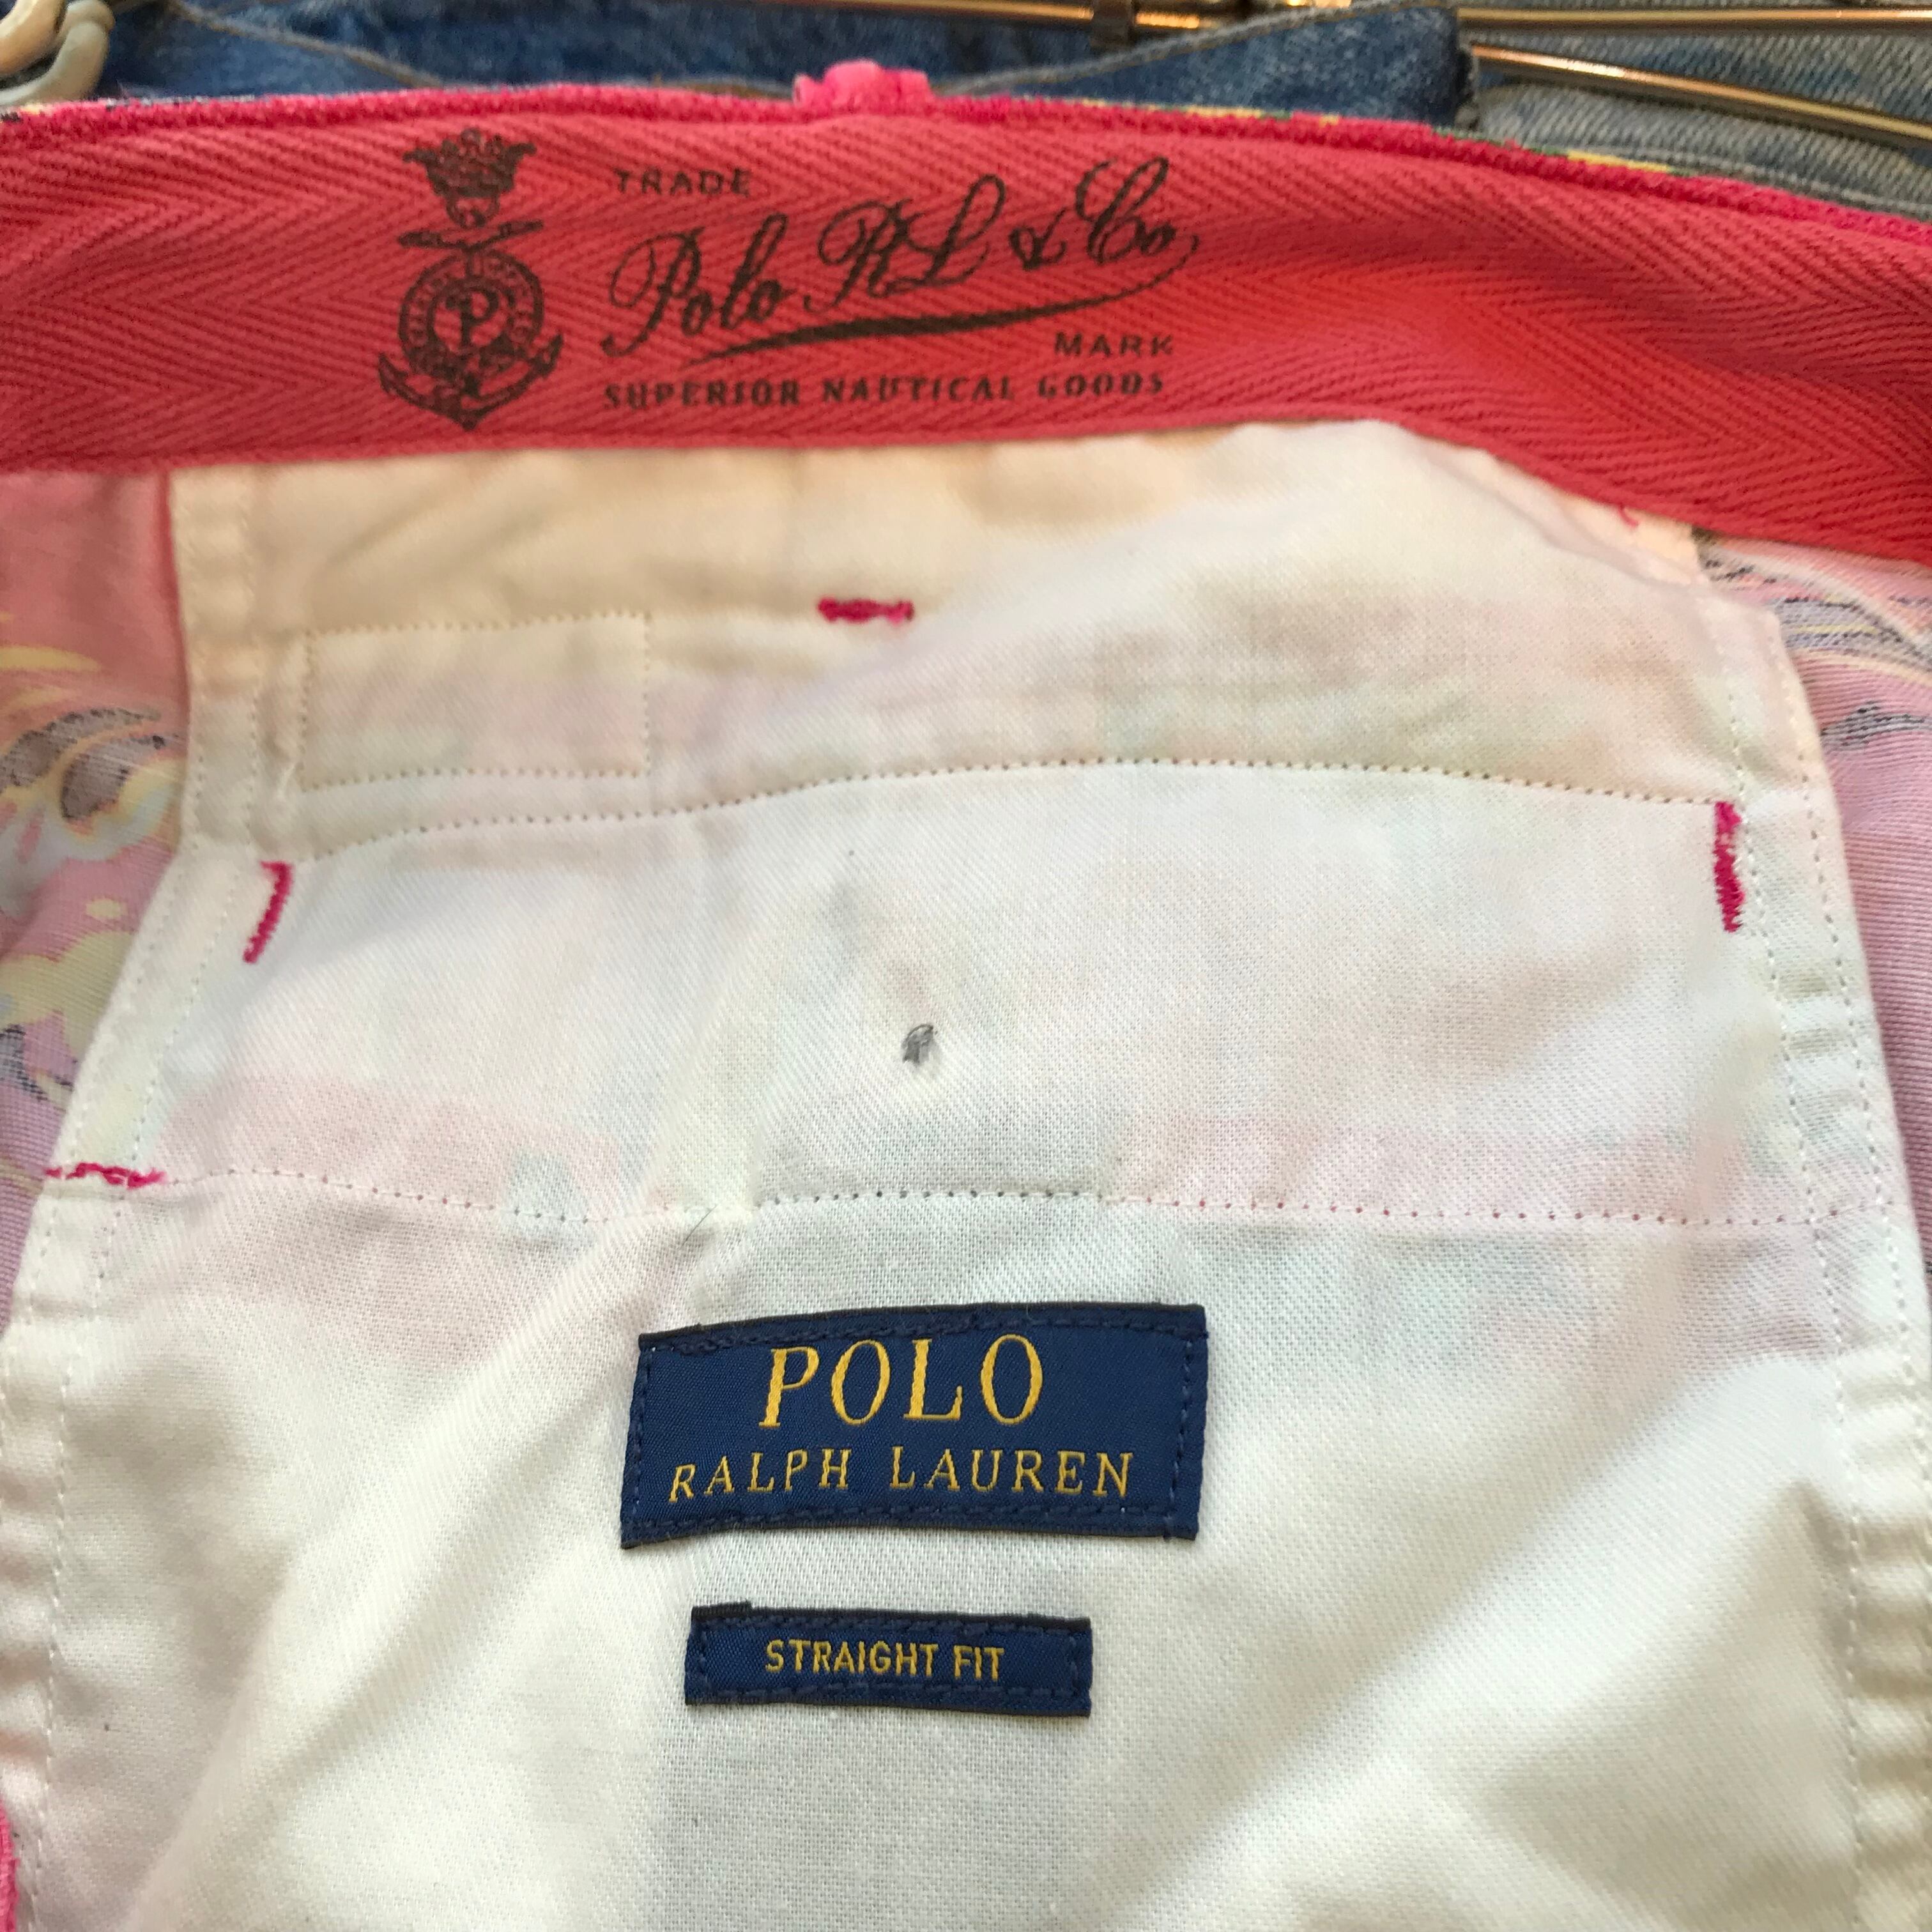 TRADE
Polo RL & Co
MARK
SUPERIOR NAUTICAL GOODS
P
POLO
RALPH LAUREN
STRAIGHT FIT